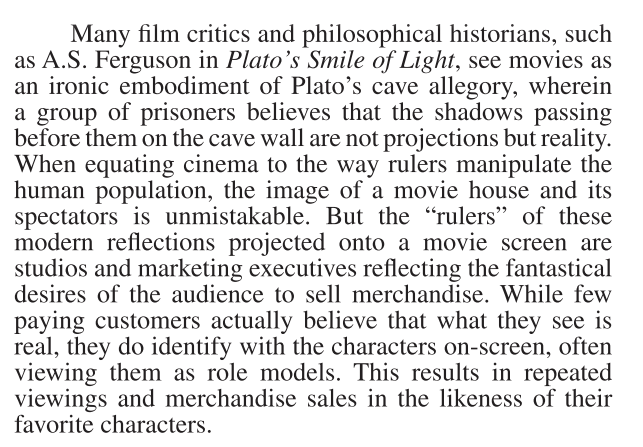 Many film critics and philosophical historians, such
as A.S. Ferguson in Plato’s Smile of Light, see movies as
an ironic embodiment of Plato’s cave allegory, wherein
a group of prisoners believes that the shadows passing
before them on the cave wall are not projections but reality.
When equating cinema to the way rulers manipulate the
human population, the image of a movie house and its
spectators is unmistakable. But the “rulers” of these
modern reflections projected onto a movie screen are
studios and marketing executives reflecting the fantastical
desires of the audience to sell merchandise. While few
paying customers actually believe that what they see is
real, they do identify with the characters on-screen, often
viewing them as role models. This results in repeated
viewings and merchandise sales in the likeness of their
favorite characters.